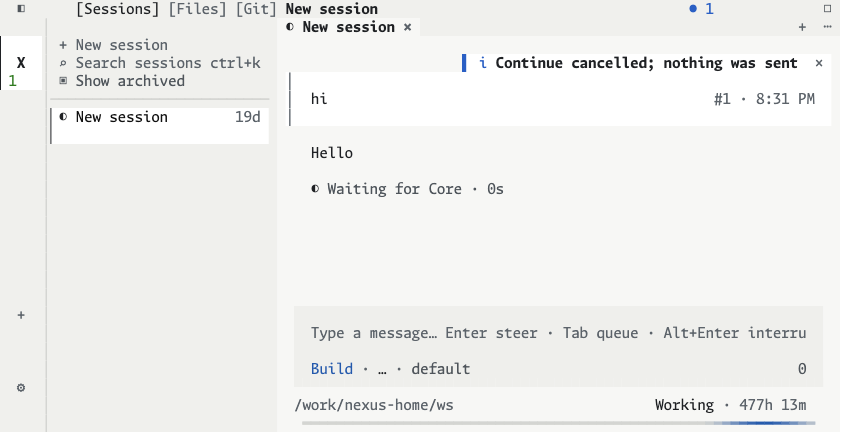 [Sessions] [Files] [Git] New session ● 1
◐ New session × + …
+ New session
X ⌕ Search sessions ctrl+k i Continue cancelled; nothing was sent ×
1 ▣ Show archived
hi #1 · 8:31 PM
◐ New session 19d
Hello
◐ Waiting for Core · 0s
+
Type a message… Enter steer · Tab queue · Alt+Enter interru
Build · … · default 0
⚙
/work/nexus-home/ws Working · 477h 13m